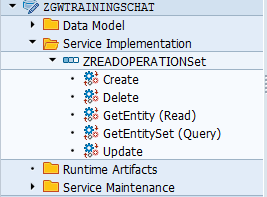 ZGWTRAININGSCHAT
Data Model
Service Implementation
ZREADOPERATIONSet
Create
Delete
GetEntity (Read)
GetEntitySet (Query)
Update
Runtime Artifacts
Service Maintenance